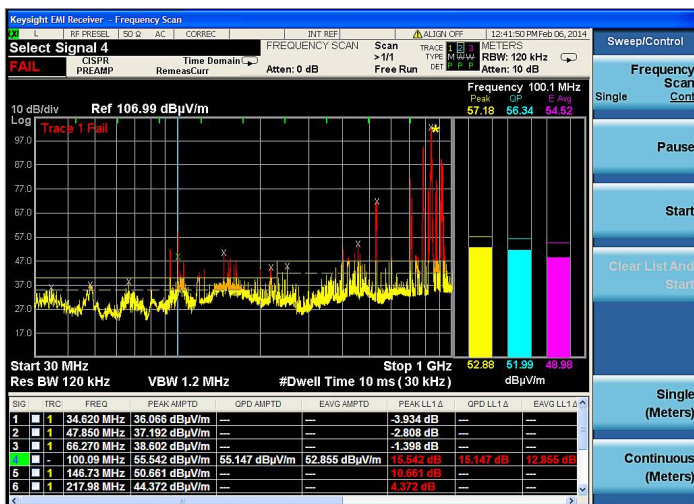 Keysight EMI Receiver - Frequency Scan
L RF PRESEL 50 Ω AC CORREC INT REF ALIGN OFF 12:41:50 PM Feb 06, 2014
Select Signal 4 FREQUENCY SCAN Scan TRACE 1 2 3 METERS
>1/1 TYPE M W W RBW: 120 kHz
FAIL CISPR Time Domain Atten: 0 dB Free Run DET P P P Atten: 10 dB
PREAMP RemeasCurr
Frequency 100.1 MHz
Peak QP E Avg
57.18 56.34 54.52
10 dB/div Ref 106.99 dBµV/m
Log
Trace 1 Fail
97.0
87.0
77.0
67.0
57.0
47.0
37.0
27.0
17.0
Start 30 MHz Stop 1 GHz
Res BW 120 kHz VBW 1.2 MHz #Dwell Time 10 ms (30 kHz)
52.88 51.99 48.98
dBµV/m
SIG TRC FREQ PEAK AMPTD QPD AMPTD EAVG AMPTD PEAK LL1 Δ QPD LL1 Δ EAVG LL1 Δ
1 1 34.620 MHz 36.066 dBµV/m --- --- -3.934 dB --- ---
2 1 47.850 MHz 37.192 dBµV/m --- --- -2.808 dB --- ---
3 1 66.270 MHz 38.602 dBµV/m --- --- -1.398 dB --- ---
4 - 100.09 MHz 55.542 dBµV/m 55.147 dBµV/m 52.855 dBµV/m 15.542 dB 15.147 dB 12.855 dB
5 1 146.73 MHz 50.661 dBµV/m --- --- 10.661 dB --- ---
6 1 217.98 MHz 44.372 dBµV/m --- --- 4.372 dB --- ---
Sweep/Control
Frequency
Scan
Single Cont
Pause
Start
Clear List And
Start
Single
(Meters)
Continuous
(Meters)